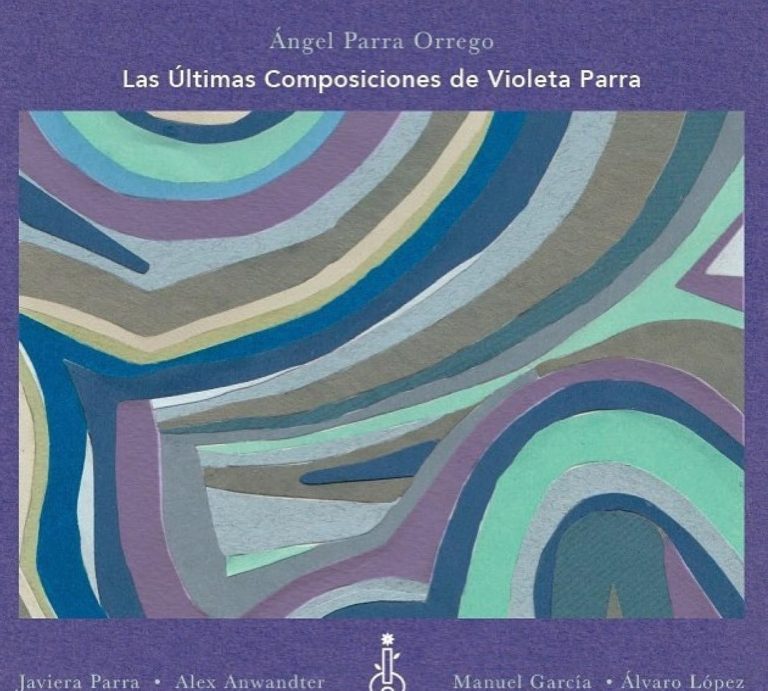 Ángel Parra Orrego
Las Últimas Composiciones de Violeta Parra
Javiera Parra • Alex Anwandter Manuel García • Álvaro López